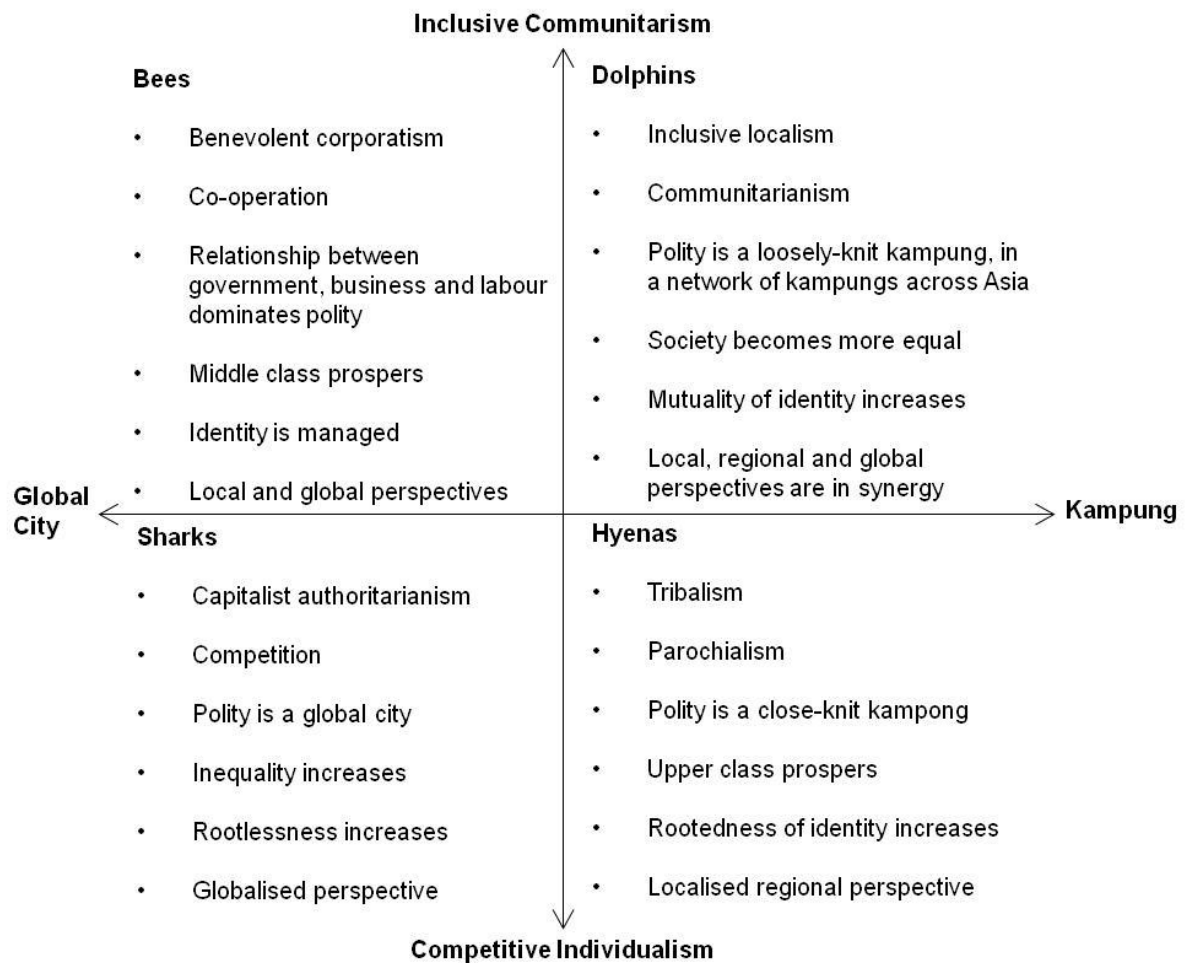 Inclusive Communitarism
Bees
• Benevolent corporatism
• Co-operation
• Relationship between
government, business and labour
dominates polity
• Middle class prospers
• Identity is managed
• Local and global perspectives
Dolphins
• Inclusive localism
• Communitarianism
• Polity is a loosely-knit kampung, in
a network of kampungs across Asia
• Society becomes more equal
• Mutuality of identity increases
• Local, regional and global
perspectives are in synergy
Global
City
Kampung
Sharks
• Capitalist authoritarianism
• Competition
• Polity is a global city
• Inequality increases
• Rootlessness increases
• Globalised perspective
Hyenas
• Tribalism
• Parochialism
• Polity is a close-knit kampong
• Upper class prospers
• Rootedness of identity increases
• Localised regional perspective
Competitive Individualism